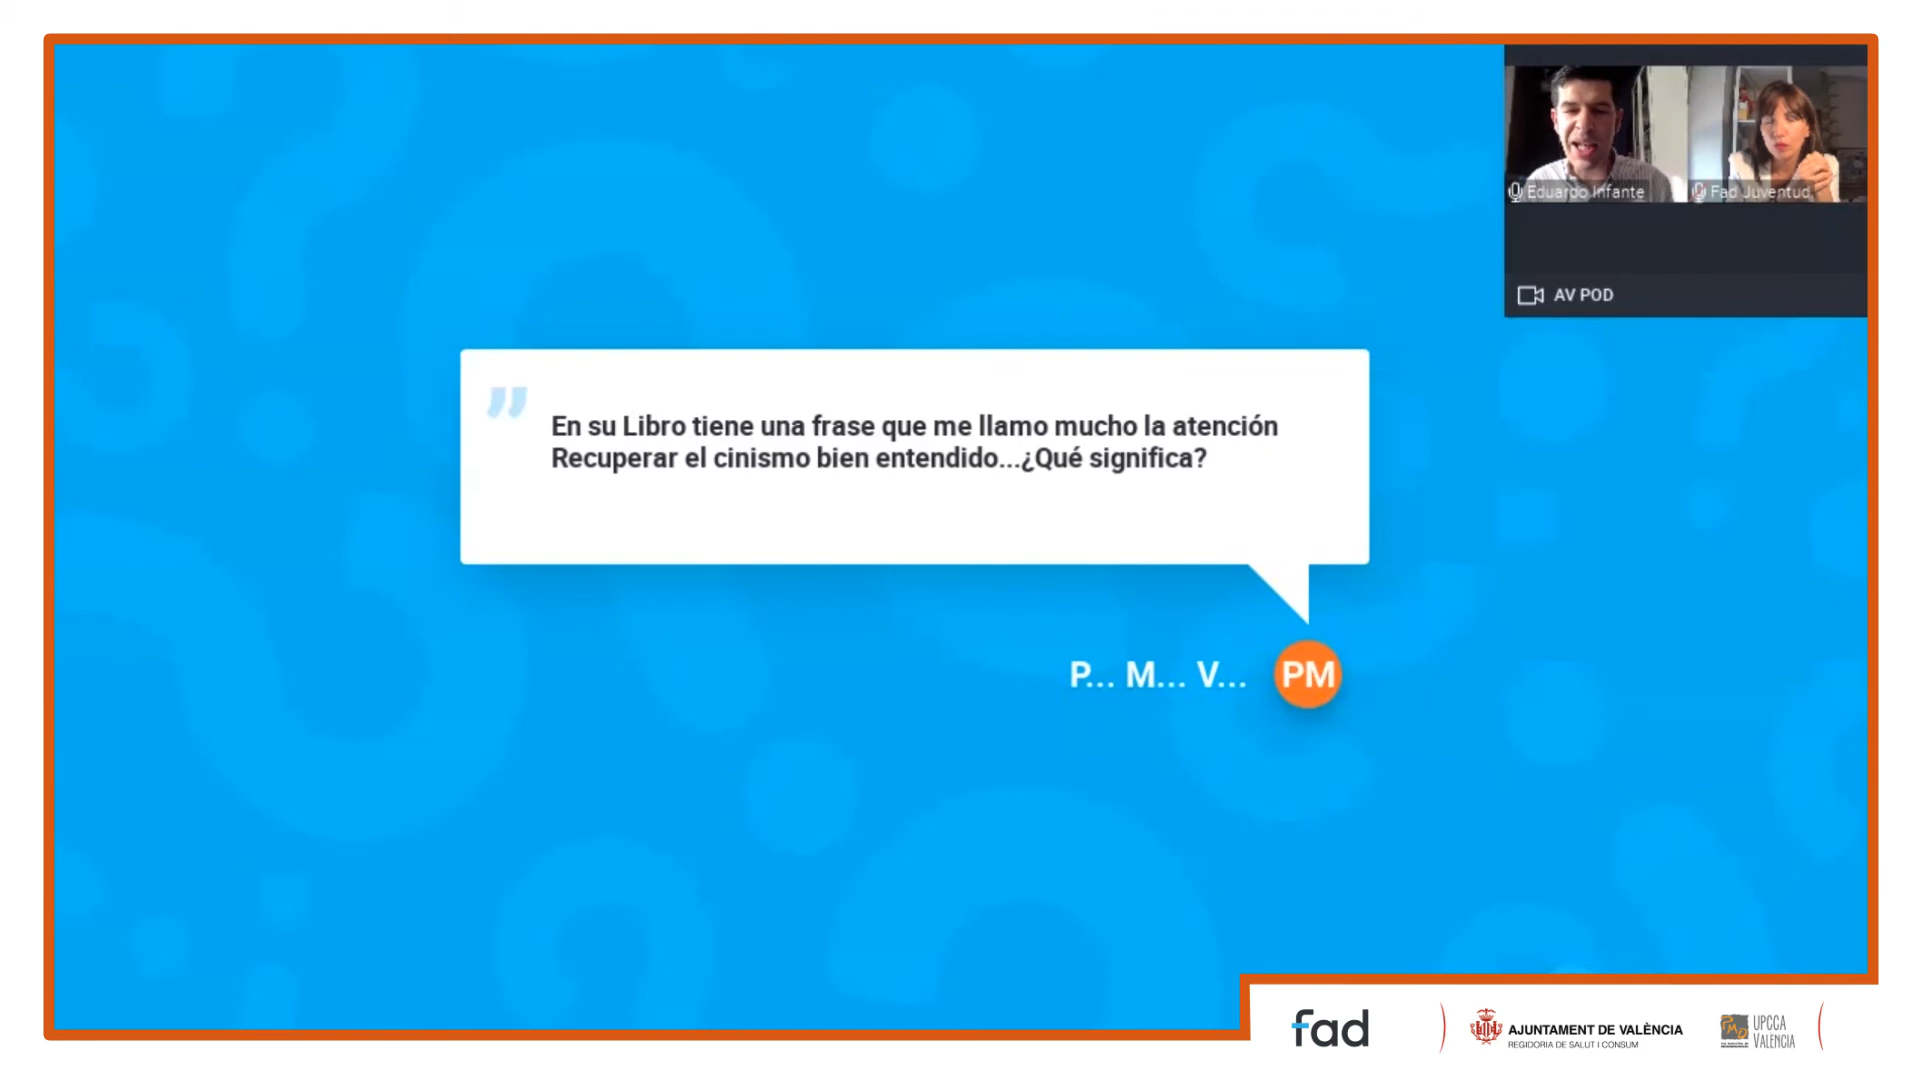 Eduardo Infante
Fad Juventud
AV POD
”
En su Libro tiene una frase que me llamo mucho la atención
Recuperar el cinismo bien entendido...¿Qué significa?
P... M... V...
PM
fad
AJUNTAMENT DE VALÈNCIA
REGIDORIA DE SALUT I CONSUM
UPCCA
VALENCIA